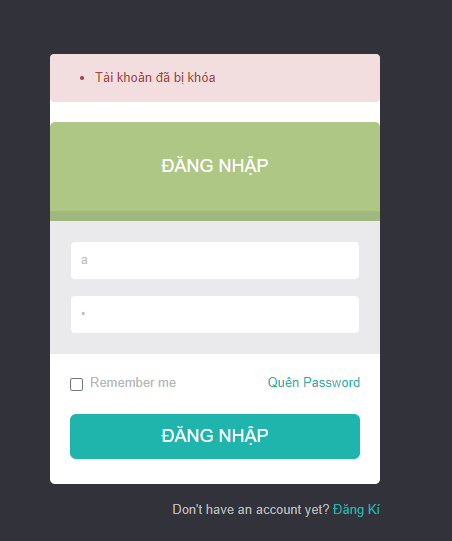 Tài khoản đã bị khóa
ĐĂNG NHẬP
a
•
Remember me
Quên Password
ĐĂNG NHẬP
Don't have an account yet? Đăng Kí